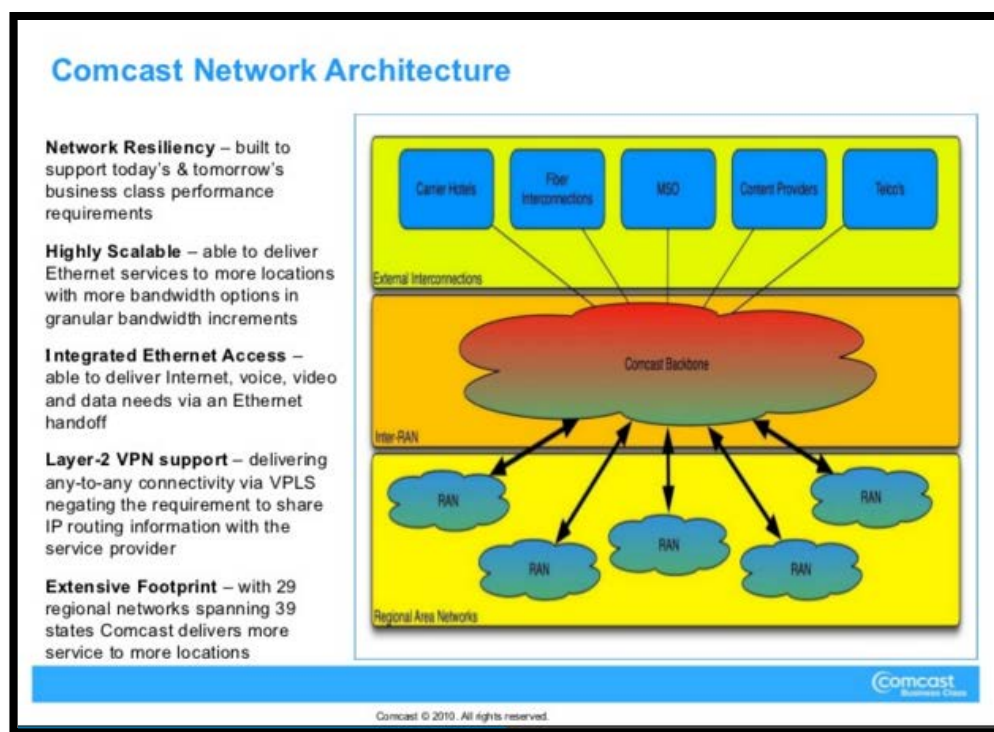 Comcast Network Architecture
Network Resiliency – built to
support today's & tomorrow's
business class performance
requirements
Highly Scalable – able to deliver
Ethernet services to more locations
with more bandwidth options in
granular bandwidth increments
Integrated Ethernet Access –
able to deliver Internet, voice, video
and data needs via an Ethernet
handoff
Layer-2 VPN support – delivering
any-to-any connectivity via VPLS
negating the requirement to share
IP routing information with the
service provider
Extensive Footprint – with 29
regional networks spanning 39
states Comcast delivers more
service to more locations
Carrier Hotels
Fiber
Interconnections
MSO
Content Providers
Telco's
External Interconnections
Comcast Backbone
Inter-RAN
RAN
RAN
RAN
RAN
RAN
Regional Area Networks
Comcast
Business Class
Comcast © 2010. All rights reserved.